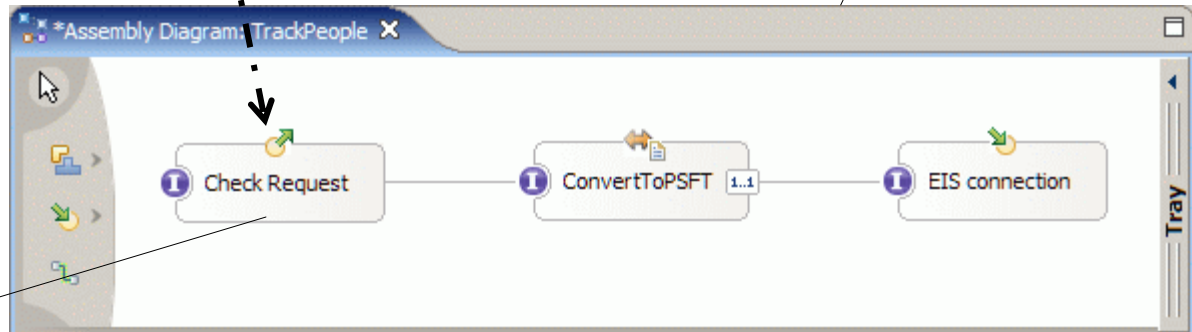 *Assembly Diagram: TrackPeople
I Check Request
I ConvertToPSFT 1..1
I EIS connection
Tray